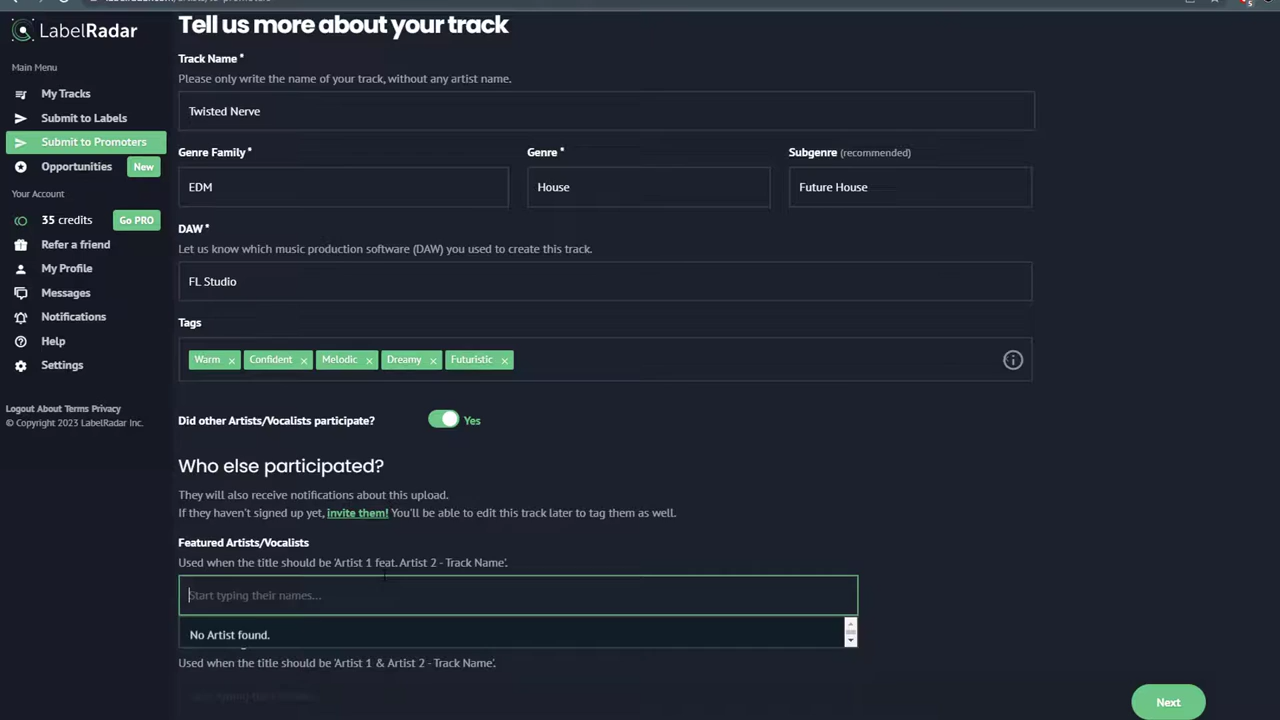 LabelRadar
Main Menu
My Tracks
Submit to Labels
Submit to Promoters
Opportunities New
Your Account
35 credits Go PRO
Refer a friend
My Profile
Messages
Notifications
Help
Settings
Logout About Terms Privacy
© Copyright 2023 LabelRadar Inc.
Tell us more about your track
Track Name *
Please only write the name of your track, without any artist name.
Twisted Nerve
Genre Family * Genre * Subgenre (recommended)
EDM House Future House
DAW *
Let us know which music production software (DAW) you used to create this track.
FL Studio
Tags
Warm × Confident × Melodic × Dreamy × Futuristic ×
Did other Artists/Vocalists participate? Yes
Who else participated?
They will also receive notifications about this upload.
If they haven't signed up yet, invite them! You'll be able to edit this track later to tag them as well.
Featured Artists/Vocalists
Used when the title should be 'Artist 1 feat. Artist 2 - Track Name'.
Start typing their names...
No Artist found.
Used when the title should be 'Artist 1 & Artist 2 - Track Name'.
Next